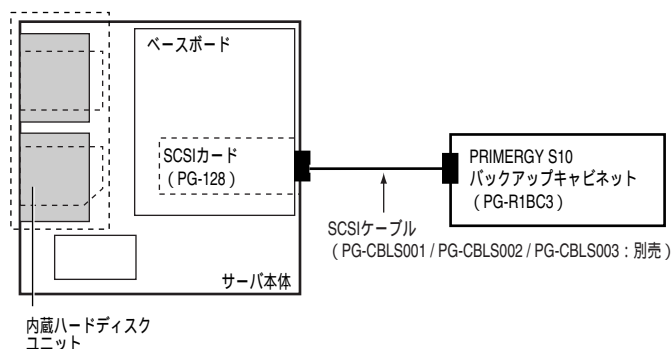 ベースボード
SCSIカード
（PG-128）
PRIMERGY S10
バックアップキャビネット
（PG-R1BC3）
SCSIケーブル
（PG-CBLS001 / PG-CBLS002 / PG-CBLS003：別売）
サーバ本体
内蔵ハードディスク
ユニット